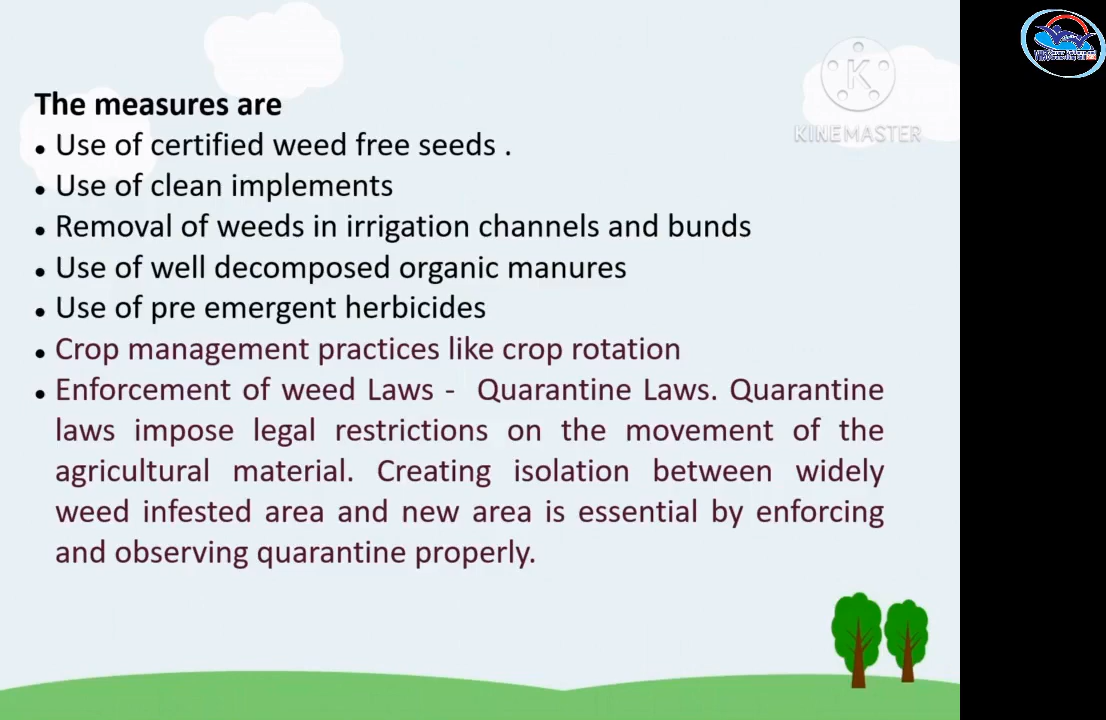 The measures are
• Use of certified weed free seeds .
• Use of clean implements
• Removal of weeds in irrigation channels and bunds
• Use of well decomposed organic manures
• Use of pre emergent herbicides
• Crop management practices like crop rotation
• Enforcement of weed Laws - Quarantine Laws. Quarantine
laws impose legal restrictions on the movement of the
agricultural material. Creating isolation between widely
weed infested area and new area is essential by enforcing
and observing quarantine properly.
K
KINEMASTER